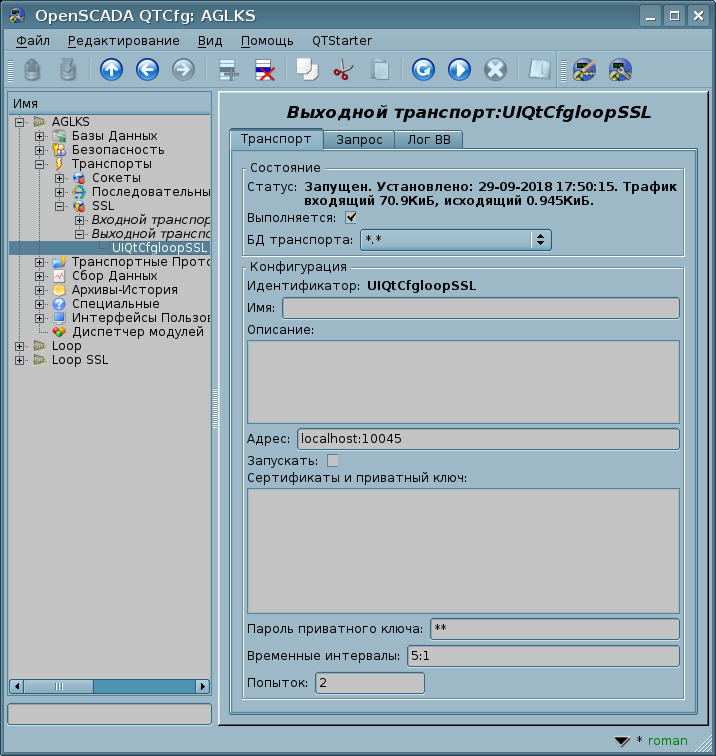 OpenSCADA QTCfg: AGLKS
Файл Редактирование Вид Помощь QTStarter
Имя
AGLKS
Базы Данных
Безопасность
Транспорты
Сокеты
Последовательны
SSL
Входной транспор
Выходной транспо
UIQtCfgloopSSL
Транспортные Прото
Сбор Данных
Архивы-История
Специальные
Интерфейсы Пользов
Диспетчер модулей
Loop
Loop SSL
Выходной транспорт:UIQtCfgloopSSL
Транспорт Запрос Лог ВВ
Состояние
Статус: Запущен. Установлено: 29-09-2018 17:50:15. Трафик
входящий 70.9КиБ, исходящий 0.945КиБ.
Выполняется:
БД транспорта: *.*
Конфигурация
Идентификатор: UIQtCfgloopSSL
Имя:
Описание:
Адрес: localhost:10045
Запускать:
Сертификаты и приватный ключ:
Пароль приватного ключа: **
Временные интервалы: 5:1
Попыток: 2
* roman